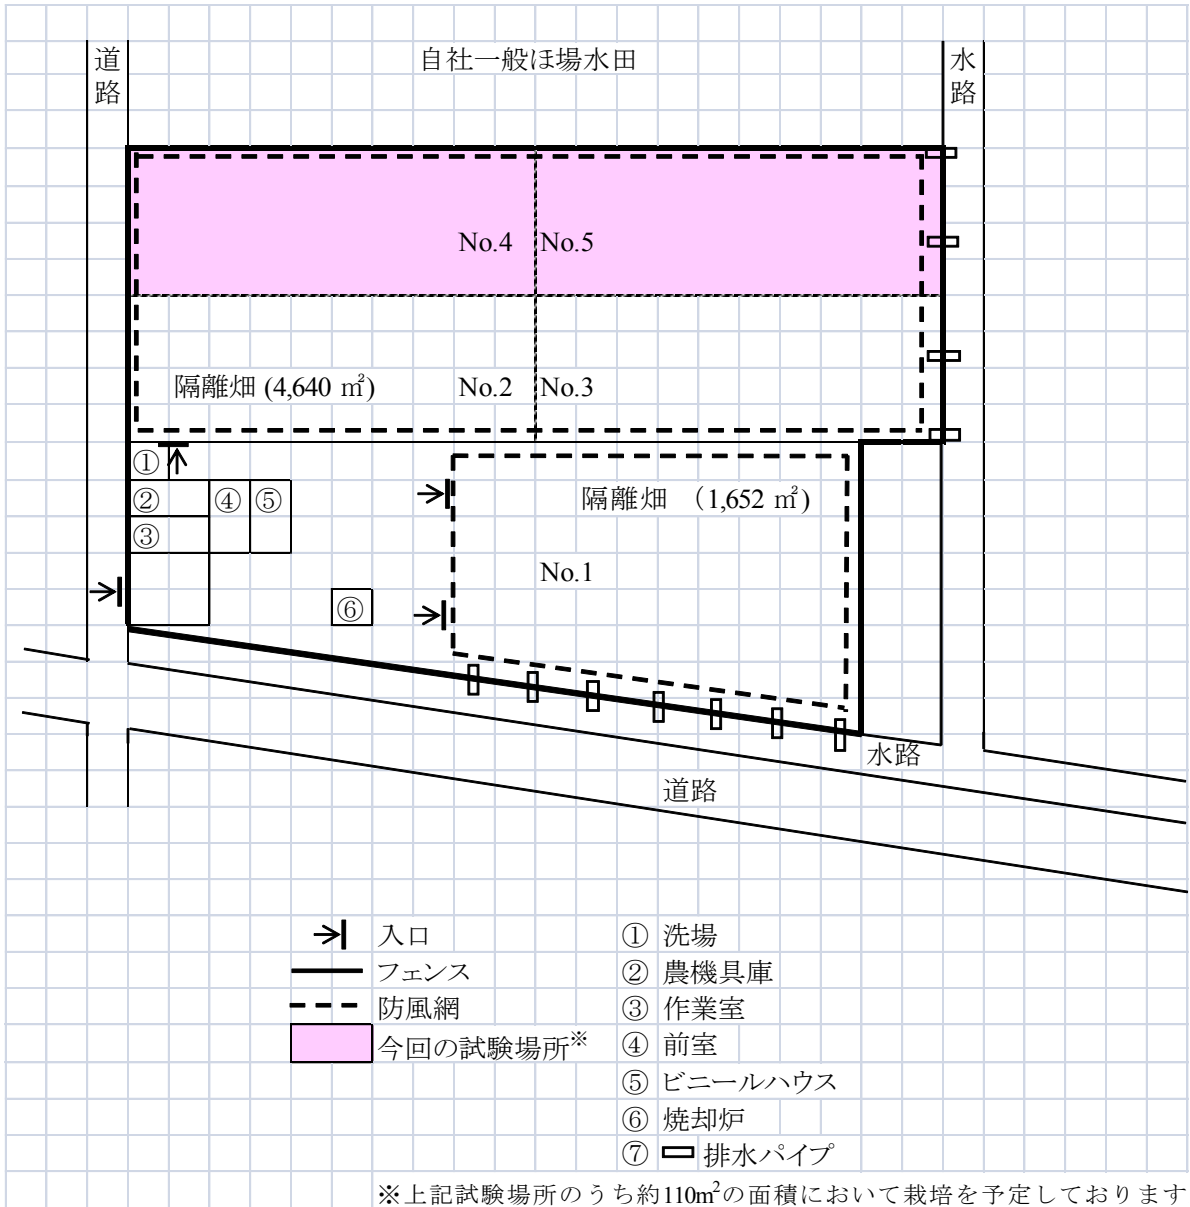 道路
自社一般ほ場水田
水路
No.4
No.5
隔離畑 (4,640 ㎡)
No.2
No.3
①
②
④
⑤
③
隔離畑 (1,652 ㎡)
No.1
⑥
水路
道路
入口
フェンス
防風網
今回の試験場所※
① 洗場
② 農機具庫
③ 作業室
④ 前室
⑤ ビニールハウス
⑥ 焼却炉
⑦ 排水パイプ
※上記試験場所のうち約110m²の面積において栽培を予定しております